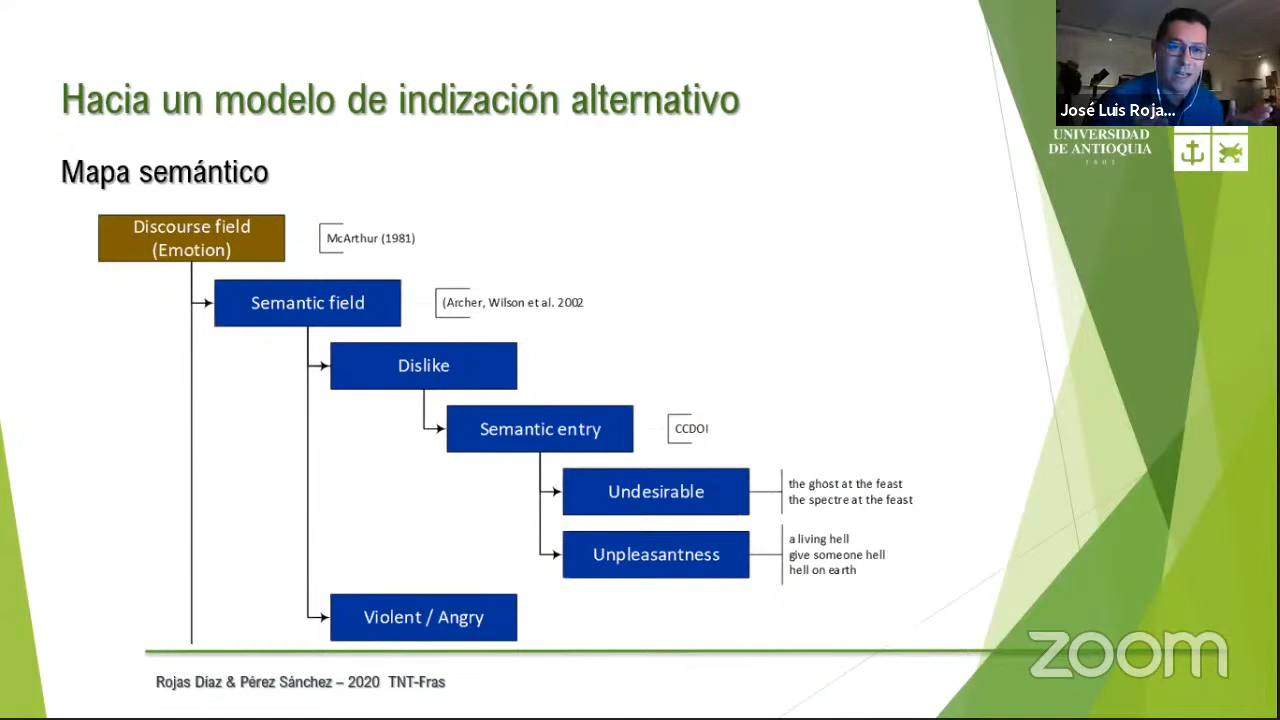 Hacia un modelo de indización alternativo
José Luis Roja...
UNIVERSIDAD
DE ANTIOQUIA
1803
Mapa semántico
Discourse field
(Emotion)
McArthur (1981)
Semantic field
(Archer, Wilson et al. 2002
Dislike
Semantic entry
CCDOI
Undesirable
the ghost at the feast
the spectre at the feast
Unpleasantness
a living hell
give someone hell
hell on earth
Violent / Angry
zoom
Rojas Díaz & Pérez Sánchez – 2020 TNT-Fras